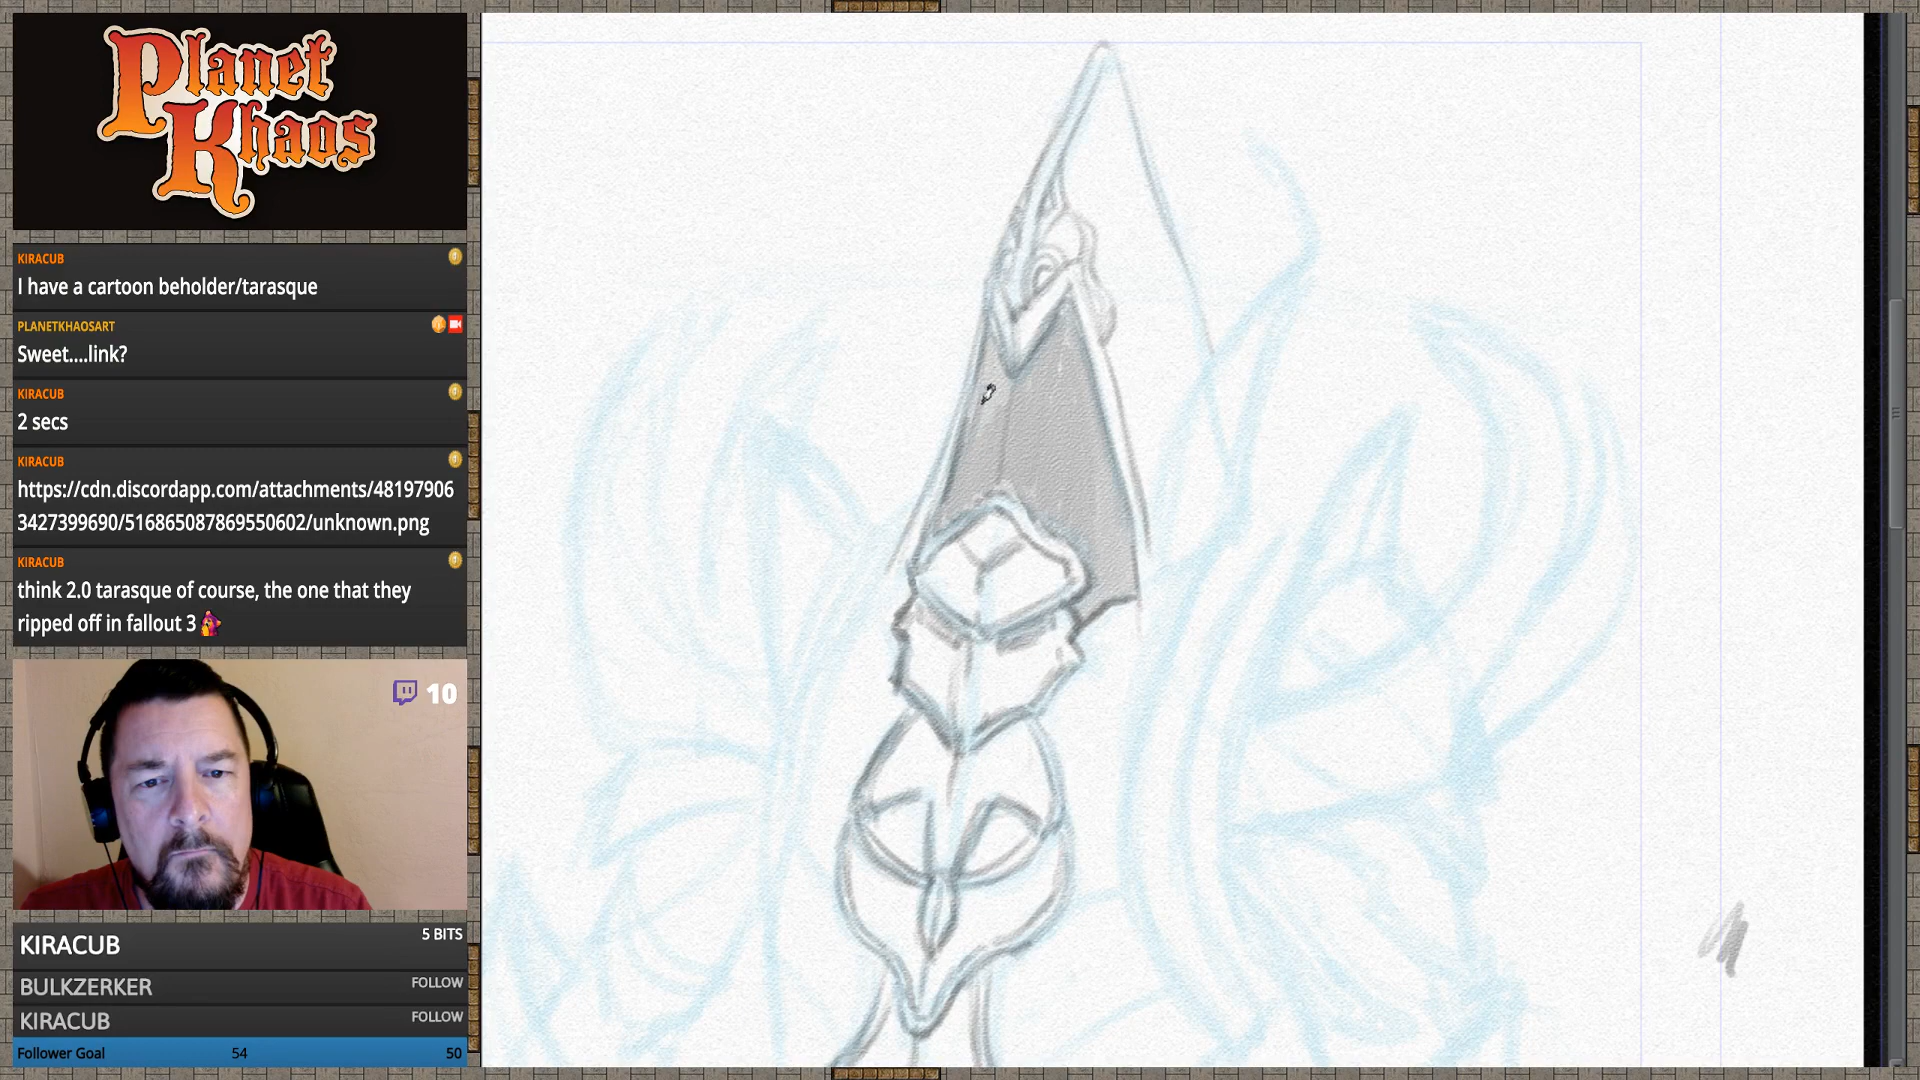 Planet
Khaos
KIRACUB
I have a cartoon beholder/tarasque
PLANETKHAOSART
Sweet....link?
KIRACUB
2 secs
KIRACUB
https://cdn.discordapp.com/attachments/48197906
3427399690/516865087869550602/unknown.png
KIRACUB
think 2.0 tarasque of course, the one that they
ripped off in fallout 3
10
KIRACUB 5 BITS
BULKZERKER FOLLOW
KIRACUB FOLLOW
Follower Goal 54 50